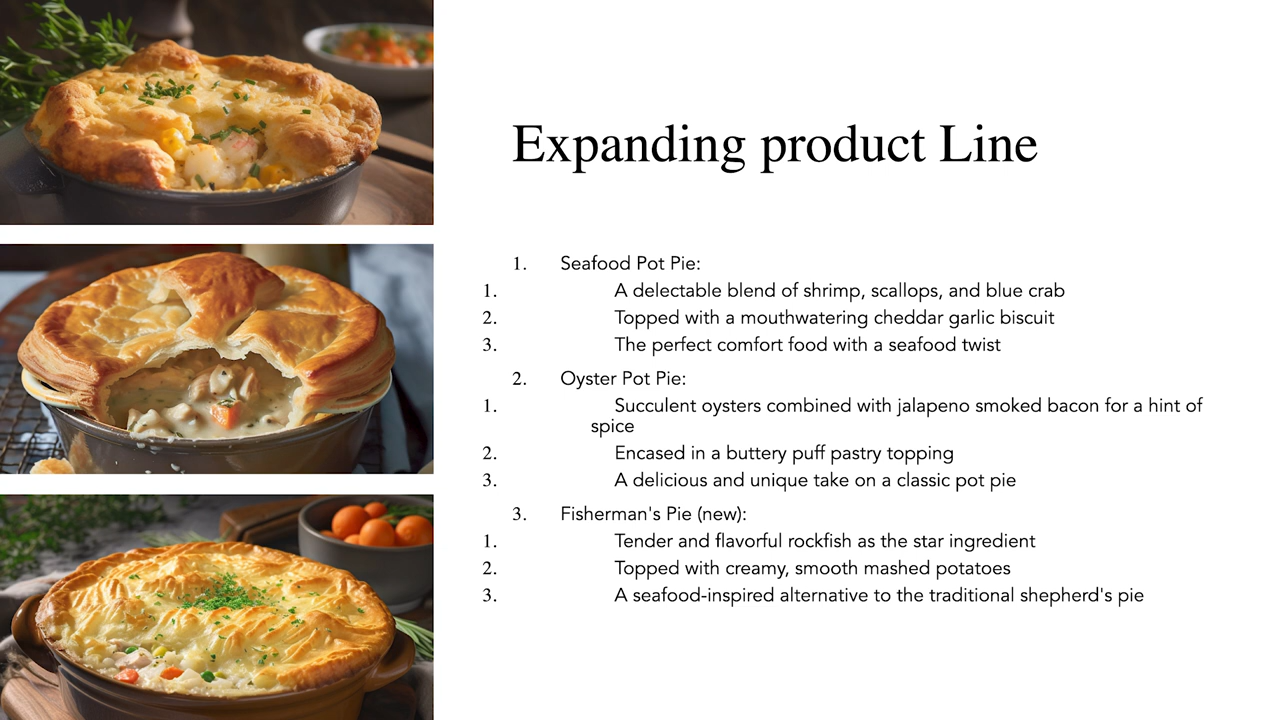 Expanding product Line
1. Seafood Pot Pie:
1. A delectable blend of shrimp, scallops, and blue crab
2. Topped with a mouthwatering cheddar garlic biscuit
3. The perfect comfort food with a seafood twist
2. Oyster Pot Pie:
1. Succulent oysters combined with jalapeno smoked bacon for a hint of
spice
2. Encased in a buttery puff pastry topping
3. A delicious and unique take on a classic pot pie
3. Fisherman's Pie (new):
1. Tender and flavorful rockfish as the star ingredient
2. Topped with creamy, smooth mashed potatoes
3. A seafood-inspired alternative to the traditional shepherd's pie